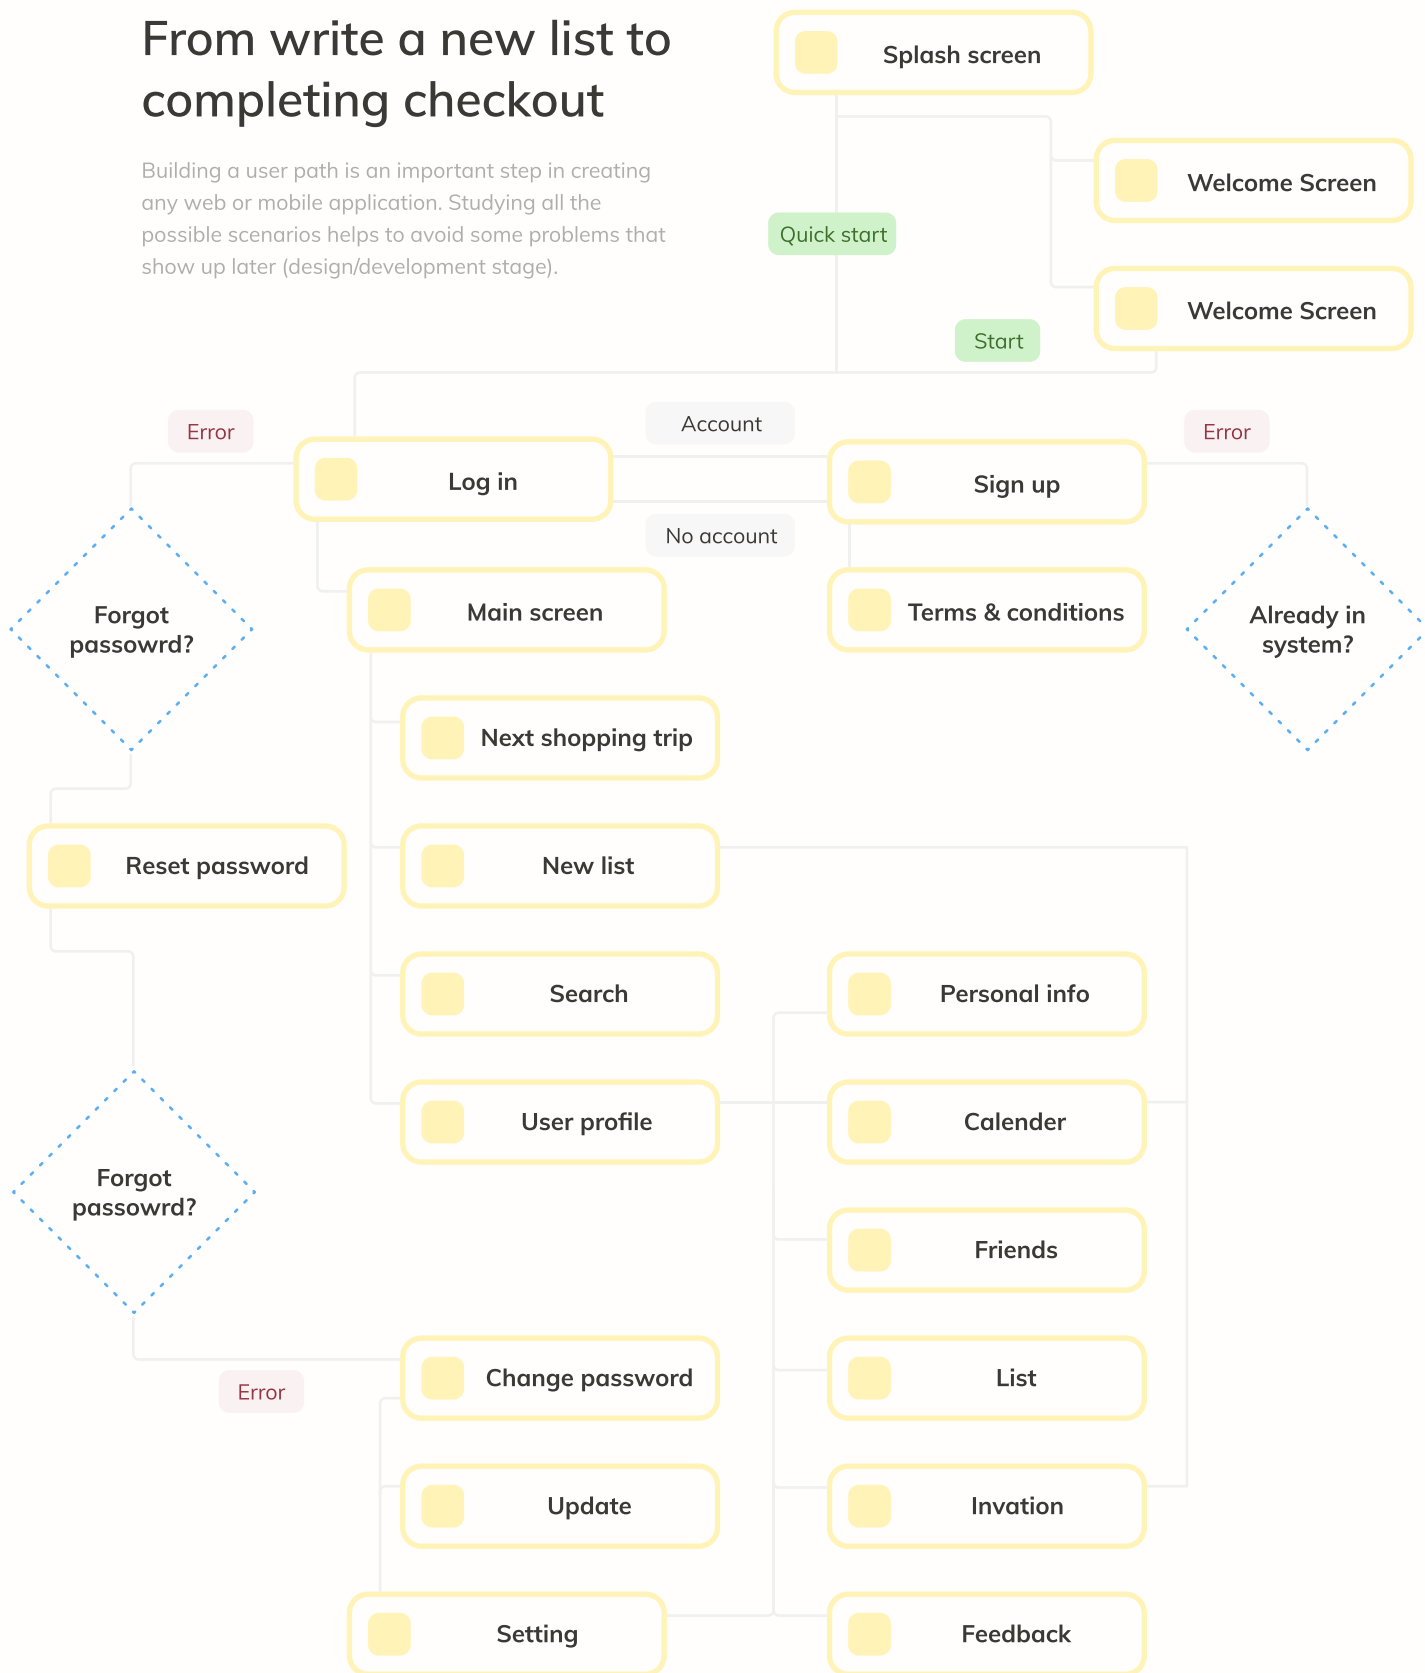 From write a new list to
completing checkout
Building a user path is an important step in creating
any web or mobile application. Studying all the
possible scenarios helps to avoid some problems that
show up later (design/development stage).
Splash screen
Welcome Screen
Quick start
Welcome Screen
Start
Error
Account
Error
Log in
Sign up
No account
Forgot
passowrd?
Main screen
Terms & conditions
Already in
system?
Next shopping trip
Reset password
New list
Search
Personal info
User profile
Calender
Forgot
passowrd?
Friends
Change password
List
Error
Update
Invation
Setting
Feedback